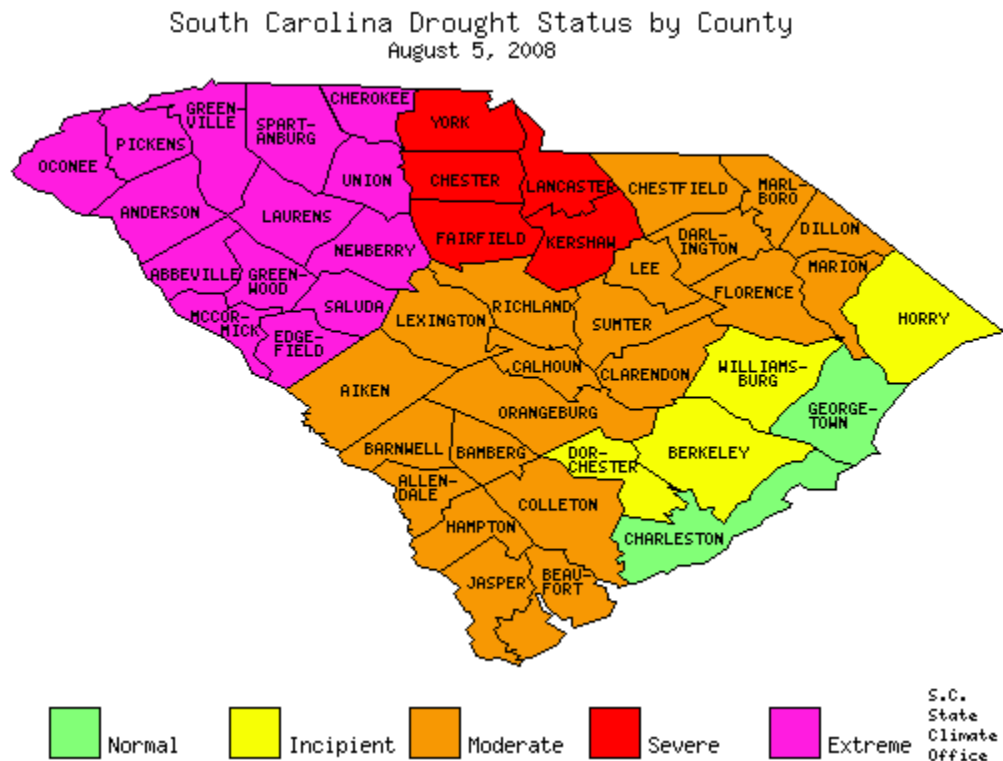 South Carolina Drought Status by County
August 5, 2008
CHEROKEE
GREEN-
VILLE
SPART-
ANBURG
YORK
PICKENS
OCONEE
UNION
CHESTER
LANCASTER
CHESTFIELD
MARL-
BORO
ANDERSON
LAURENS
DILLON
NEWBERRY
FAIRFIELD
KERSHAW
DARL-
INGTON
ABBEVILLE
GREEN-
WOOD
LEE
MARION
SALUDA
RICHLAND
FLORENCE
MCCOR-
MICK
EDGE-
FIELD
LEXINGTON
SUMTER
HORRY
CALHOUN
CLARENDON
WILLIAMS-
BURG
AIKEN
ORANGEBURG
GEORGE-
TOWN
BARNWELL
BAMBERG
DOR-
CHESTER
BERKELEY
ALLEN-
DALE
COLLETON
HAMPTON
CHARLESTON
JASPER
BEAU-
FORT
Normal
Incipient
Moderate
Severe
Extreme
S.C.
State
Climate
Office